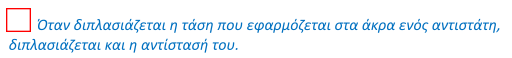 Όταν διπλασιάζεται η τάση που εφαρμόζεται στα άκρα ενός αντιστάτη,
διπλασιάζεται και η αντίστασή του.